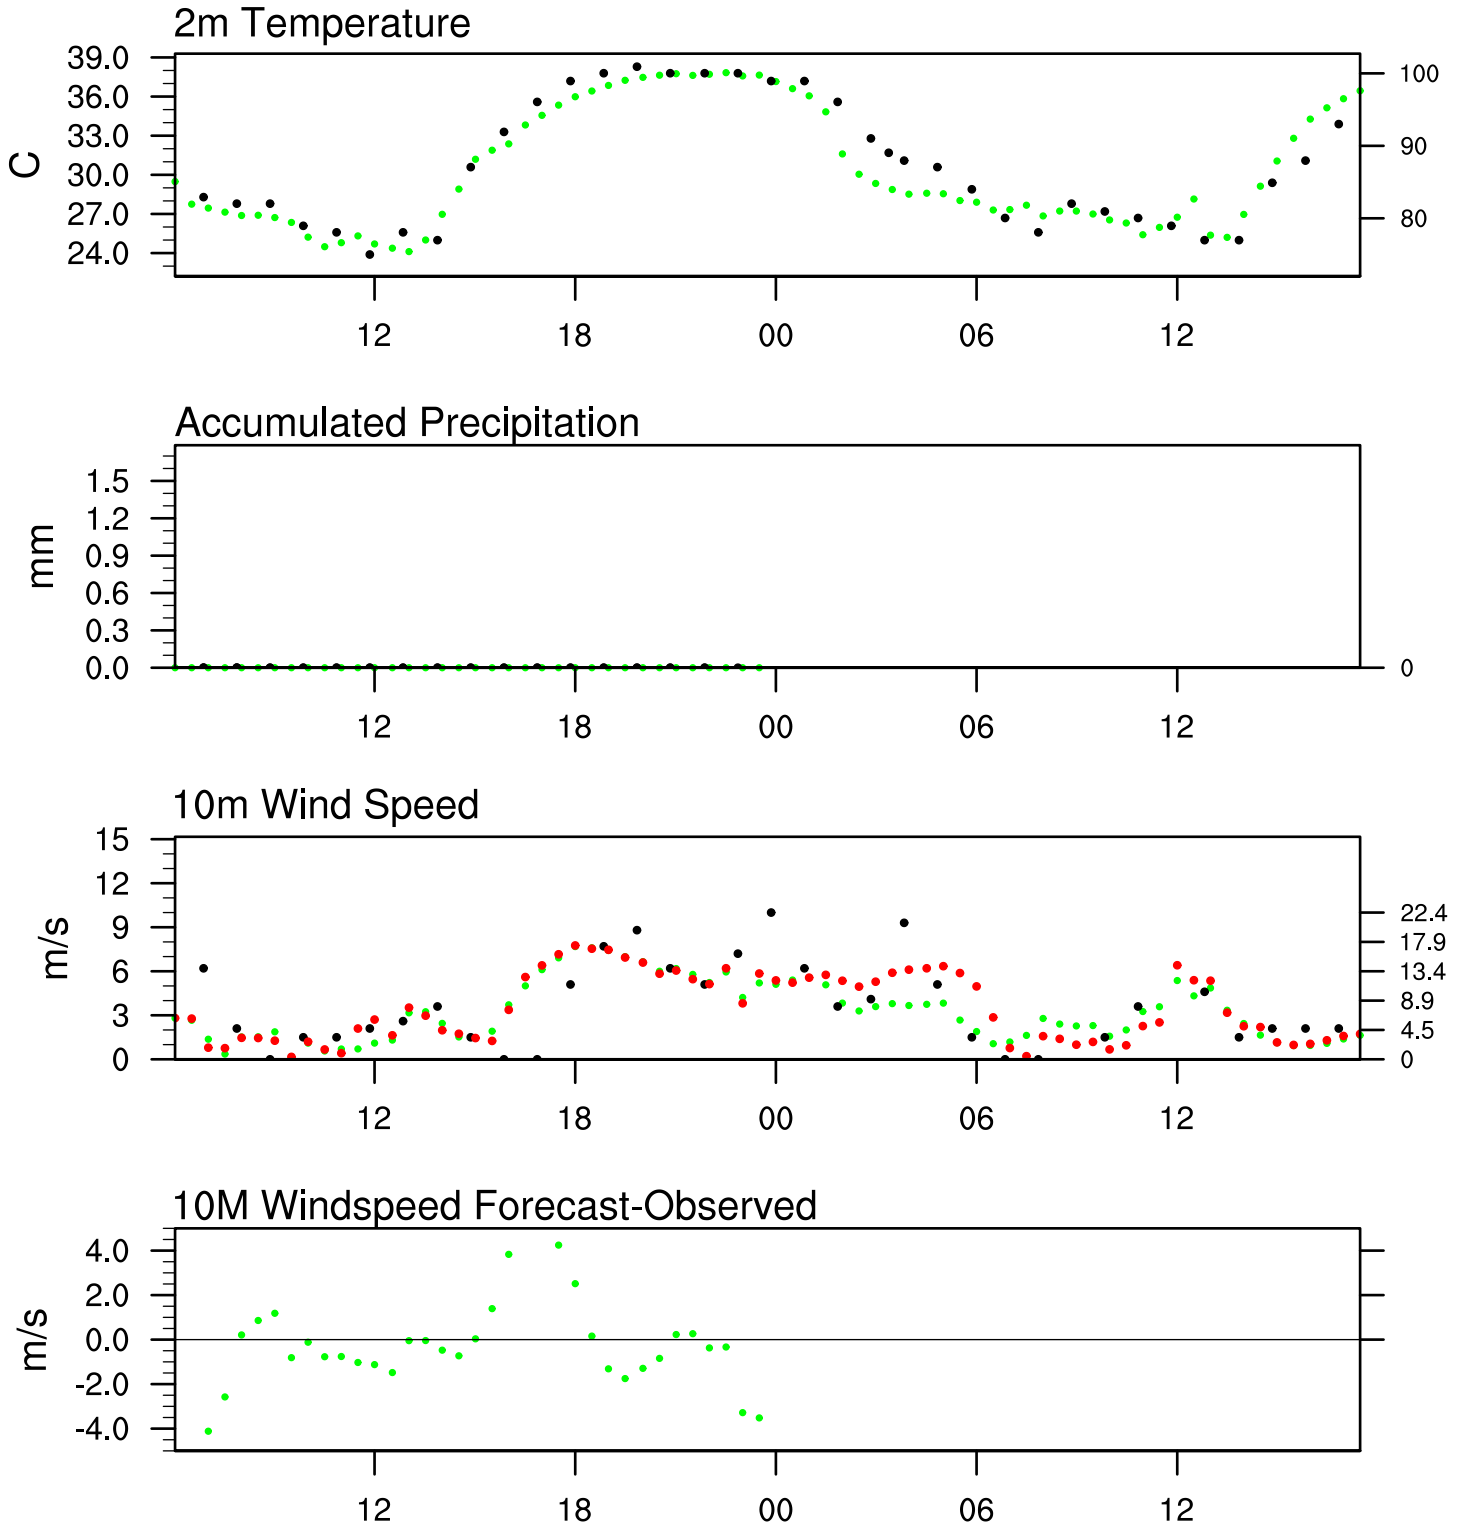 2m Temperature
39.0
36.0
33.0
30.0
27.0
24.0
C
100
90
80
12 18 00 06 12
Accumulated Precipitation
1.5
1.2
0.9
0.6
0.3
0.0
mm
0
12 18 00 06 12
10m Wind Speed
15
12
9
6
3
0
m/s
22.4
17.9
13.4
8.9
4.5
0
12 18 00 06 12
10M Windspeed Forecast-Observed
4.0
2.0
0.0
-2.0
-4.0
m/s
12 18 00 06 12